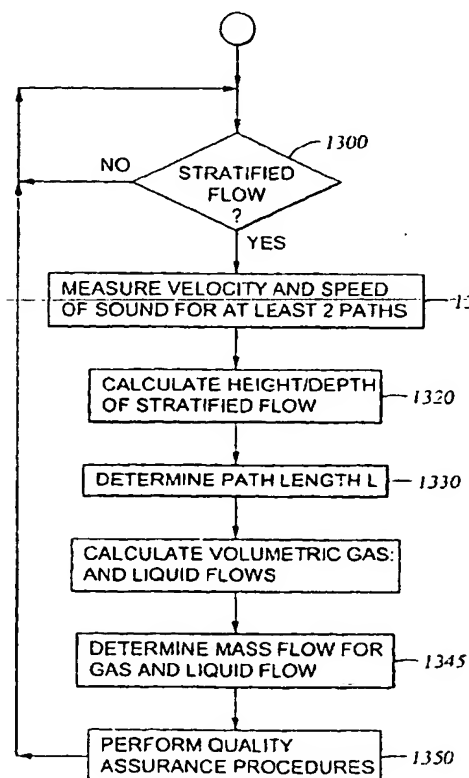 1300
NO
STRATIFIED
FLOW
?
YES
MEASURE VELOCITY AND SPEED
OF SOUND FOR AT LEAST 2 PATHS
CALCULATE HEIGHT/DEPTH
OF STRATIFIED FLOW
1320
DETERMINE PATH LENGTH L
1330
CALCULATE VOLUMETRIC GAS:
AND LIQUID FLOWS
DETERMINE MASS FLOW FOR
GAS AND LIQUID FLOW
1345
PERFORM QUALITY
ASSURANCE PROCEDURES
1350